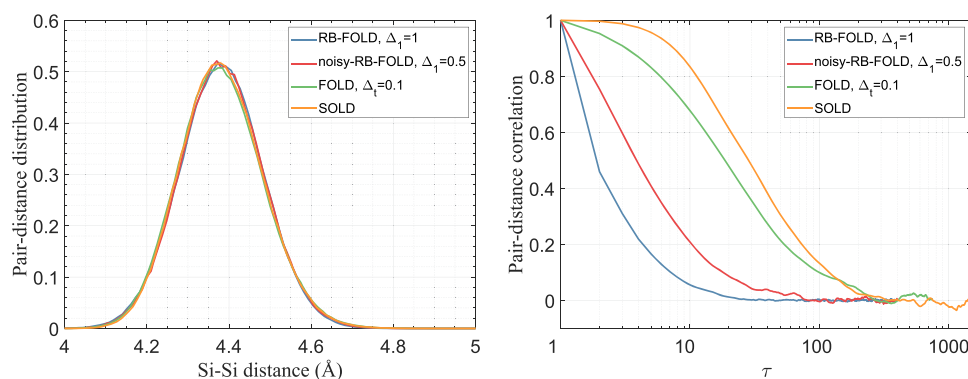 Pair-distance distribution
0.6
0.5
0.4
0.3
0.2
0.1
0
4
4.2
4.4
4.6
4.8
5
Si-Si distance (Å)
RB-FOLD, Δ1=1
noisy-RB-FOLD, Δ1=0.5
FOLD, Δt=0.1
SOLD
Pair-distance correlation
1
0.8
0.6
0.4
0.2
0
1
10
100
1000
τ
RB-FOLD, Δ1=1
noisy-RB-FOLD, Δ1=0.5
FOLD, Δt=0.1
SOLD